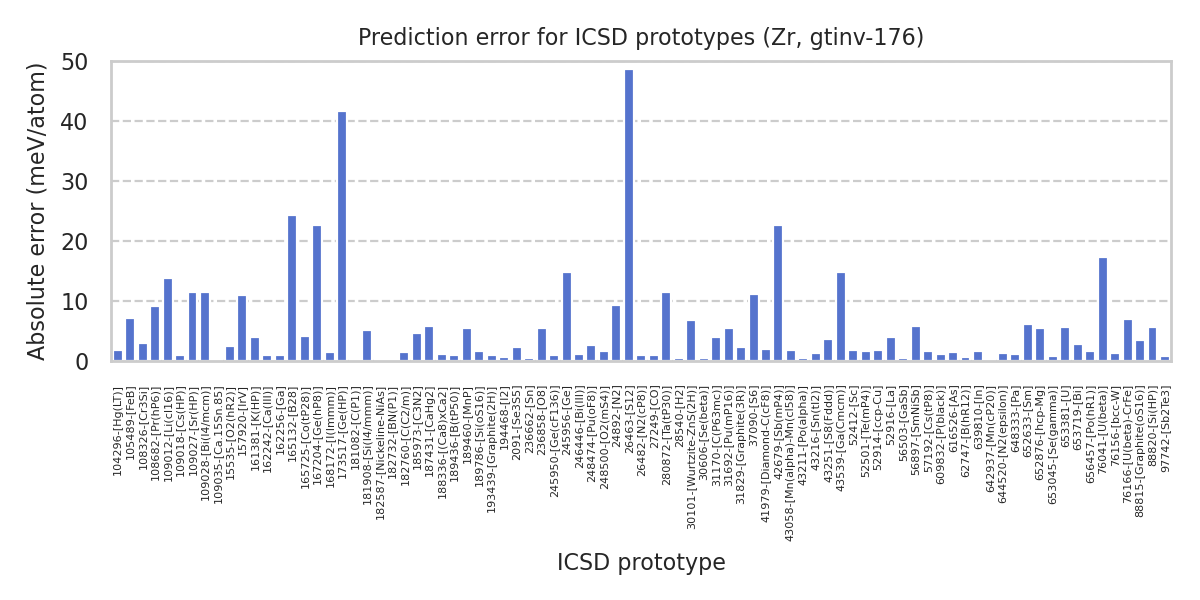 Prediction error for ICSD prototypes (Zr, gtinv-176)
Absolute error (meV/atom)
50
40
30
20
10
0
104296-[Hg(LT)]
105489-[FeB]
108326-[Cr3Si]
108682-[Pr(hP6)]
109012-[Li(cI16)]
109018-[Cs(HP)]
109027-[Sr(HP)]
109028-[Bi(I4/mcm)]
109035-[Ca.15Sn.85]
15535-[O2(hR2)]
157920-[IrV]
161381-[K(HP)]
162242-[Ca(III)]
162256-[Ga]
165132-[B28]
165725-[Co(tP28)]
167204-[Ge(hP8)]
168172-[I(Immm)]
173517-[Ge(HP)]
181082-[C(P1)]
181908-[Si(I4/mmm)]
182587-[Nickeline-NiAs]
182732-[BN(P1)]
182760-[C(C2/m)]
185973-[C3N2]
187431-[CaHg2]
188336-[(Ca8)xCa2]
189436-[B(tP50)]
189460-[MnP]
189786-[Si(oS16)]
193439-[Graphite(2H)]
194468-[I2]
2091-[Se3S5]
236662-[Sn]
236858-[O8]
245950-[Ge(cF136)]
245956-[Ge]
246446-[Bi(III)]
248474-[Pu(oF8)]
248500-[O2(mS4)]
24892-[N2]
26463-[S12]
26482-[N2(cP8)]
27249-[CO]
280872-[Ta(tP30)]
28540-[H2]
30101-[Wurtzite-ZnS(2H)]
30606-[Se(beta)]
31170-[C(P63mc)]
31692-[Pu(mP16)]
31829-[Graphite(3R)]
37090-[S6]
41979-[Diamond-C(cF8)]
42679-[Sb(mP4)]
43058-[Mn(alpha)-Mn(cI58)]
43211-[Po(alpha)]
43216-[Sn(tI2)]
43251-[S8(Fddd)]
43539-[Ga(Cmcm)]
52412-[Sc]
52501-[Te(mP4)]
52914-[ccp-Cu]
52916-[La]
56503-[GaSb]
56897-[SmNiSb]
57192-[Cs(tP8)]
609832-[P(black)]
616526-[As]
62747-[B(hR12)]
639810-[In]
642937-[Mn(cP20)]
644520-[N2(epsilon)]
648333-[Pa]
652633-[Sm]
652876-[hcp-Mg]
653045-[Se(gamma)]
653381-[U]
653719-[Bi]
656457-[Po(hR1)]
76041-[U(beta)]
76156-[bcc-W]
76166-[U(beta)-CrFe]
88815-[Graphite(oS16)]
88820-[Si(HP)]
97742-[Sb2Te3]
ICSD prototype